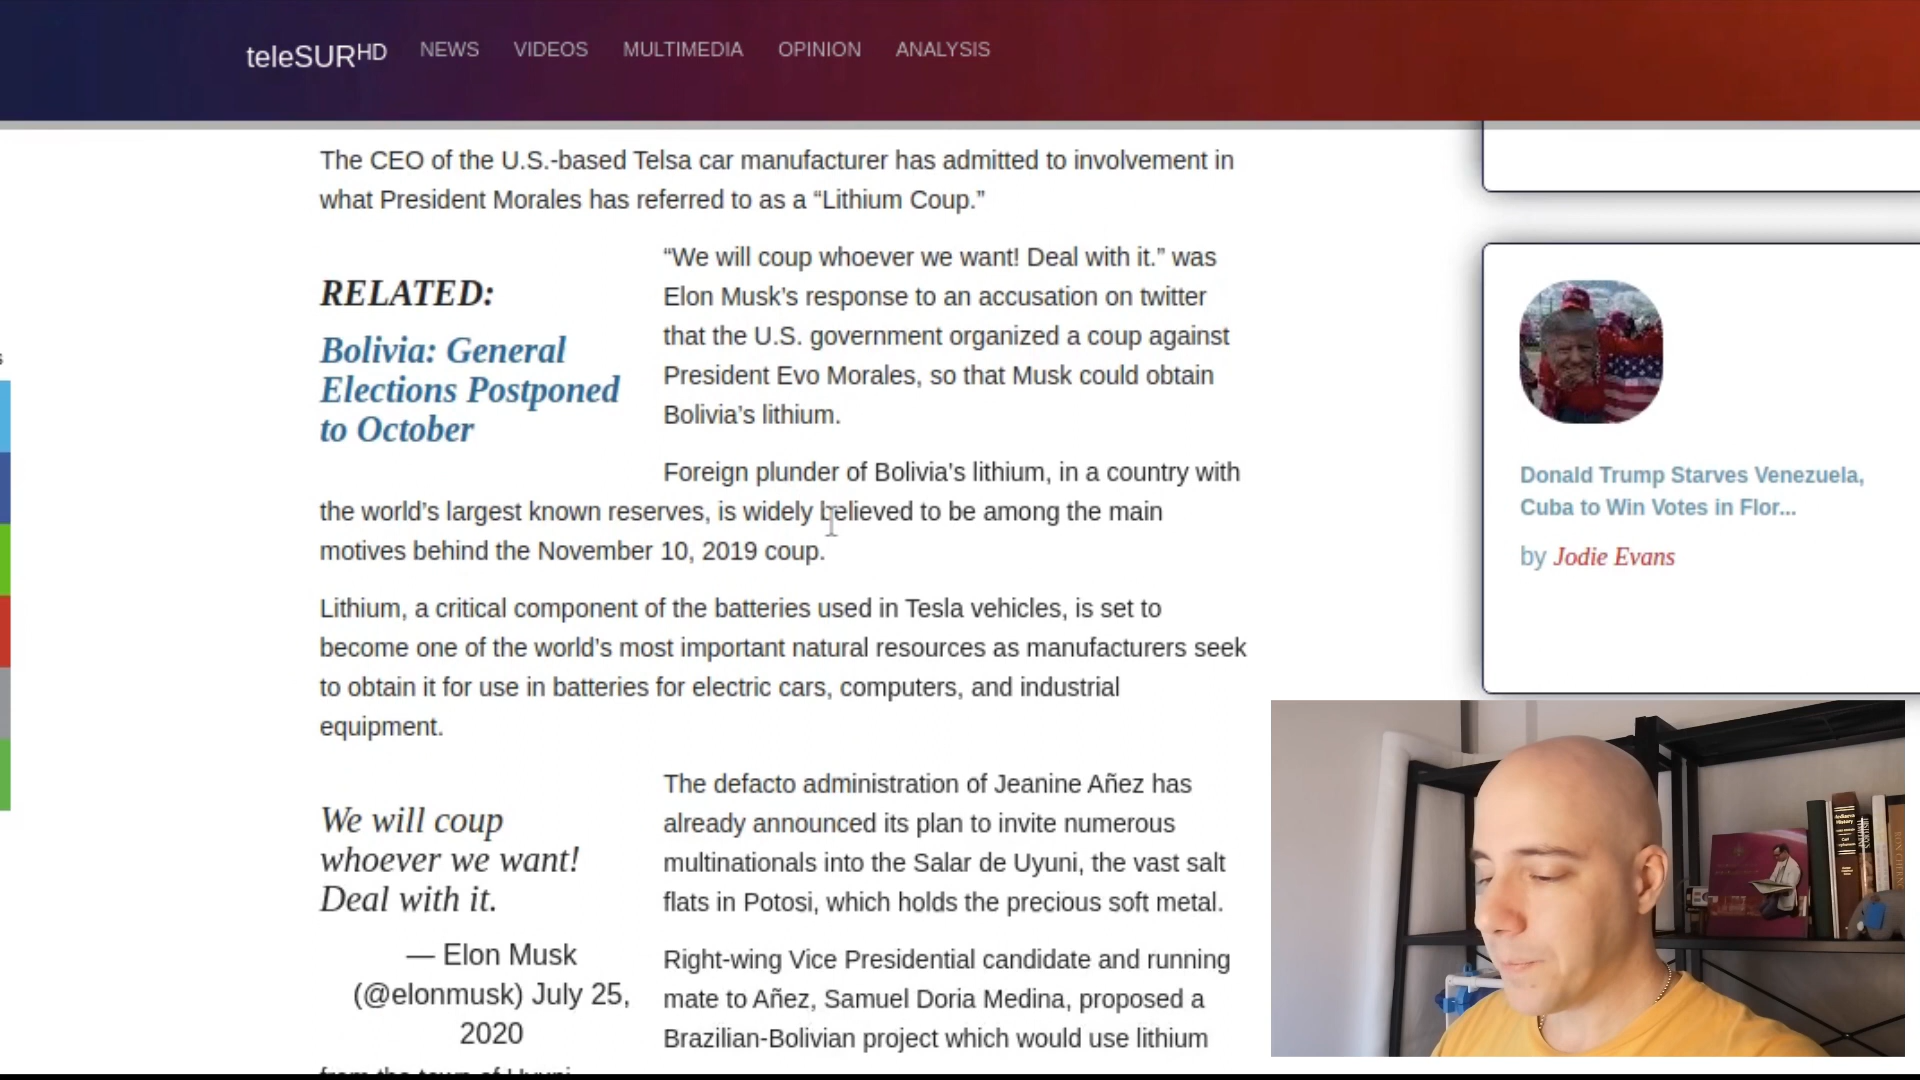 teleSURHD NEWS VIDEOS MULTIMEDIA OPINION ANALYSIS
The CEO of the U.S.-based Telsa car manufacturer has admitted to involvement in
what President Morales has referred to as a “Lithium Coup.”
RELATED:
Bolivia: General
Elections Postponed
to October
“We will coup whoever we want! Deal with it.” was
Elon Musk’s response to an accusation on twitter
that the U.S. government organized a coup against
President Evo Morales, so that Musk could obtain
Bolivia’s lithium.
Foreign plunder of Bolivia’s lithium, in a country with
the world’s largest known reserves, is widely believed to be among the main
motives behind the November 10, 2019 coup.
Lithium, a critical component of the batteries used in Tesla vehicles, is set to
become one of the world’s most important natural resources as manufacturers seek
to obtain it for use in batteries for electric cars, computers, and industrial
equipment.
We will coup
whoever we want!
Deal with it.
— Elon Musk
(@elonmusk) July 25,
2020
The defacto administration of Jeanine Añez has
already announced its plan to invite numerous
multinationals into the Salar de Uyuni, the vast salt
flats in Potosi, which holds the precious soft metal.
Right-wing Vice Presidential candidate and running
mate to Añez, Samuel Doria Medina, proposed a
Brazilian-Bolivian project which would use lithium
from the town of Uyuni
Donald Trump Starves Venezuela,
Cuba to Win Votes in Flor...
by Jodie Evans